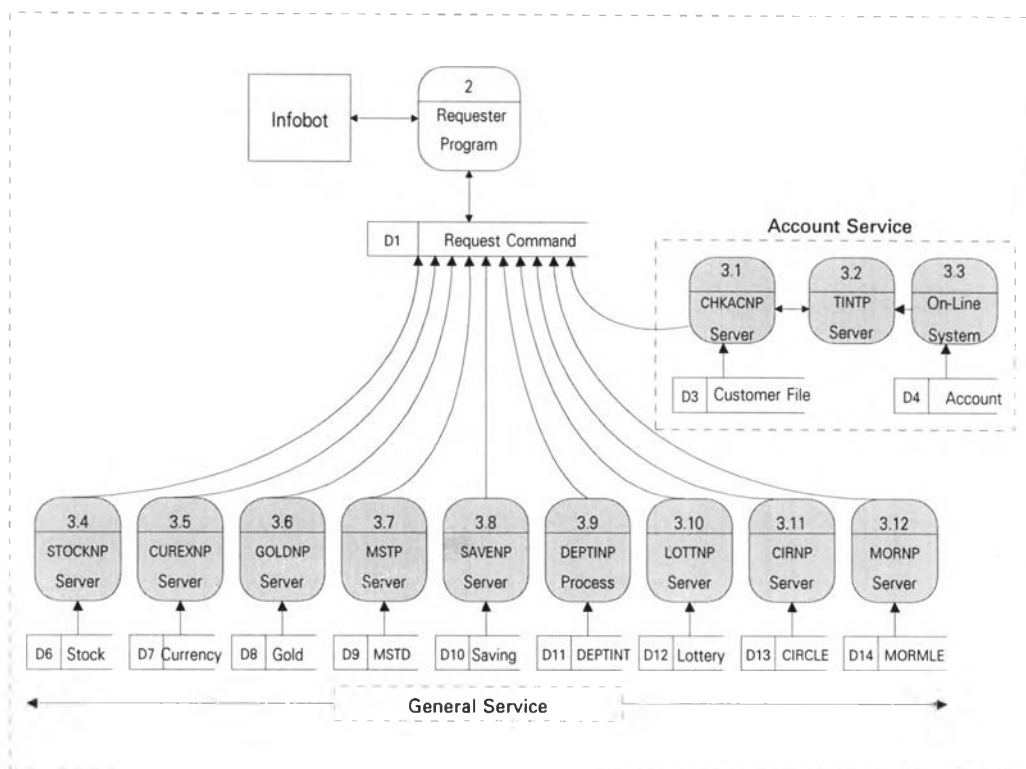 2
Infobot
Requester
Program
D1 Request Command
Account Service
3.1
CHKACNP
Server
3.2
TINTP
Server
3.3
On-Line
System
D3 Customer File
D4 Account
3.4
STOCKNP
Server
3.5
CUREXNP
Server
3.6
GOLDNP
Server
3.7
MSTP
Server
3.8
SAVENP
Server
3.9
DEPTINP
Process
3.10
LOTTNP
Server
3.11
CIRNP
Server
3.12
MORNP
Server
D6 Stock
D7 Currency
D8 Gold
D9 MSTD
D10 Saving
D11 DEPTINT
D12 Lottery
D13 CIRCLE
D14 MORMLE
General Service